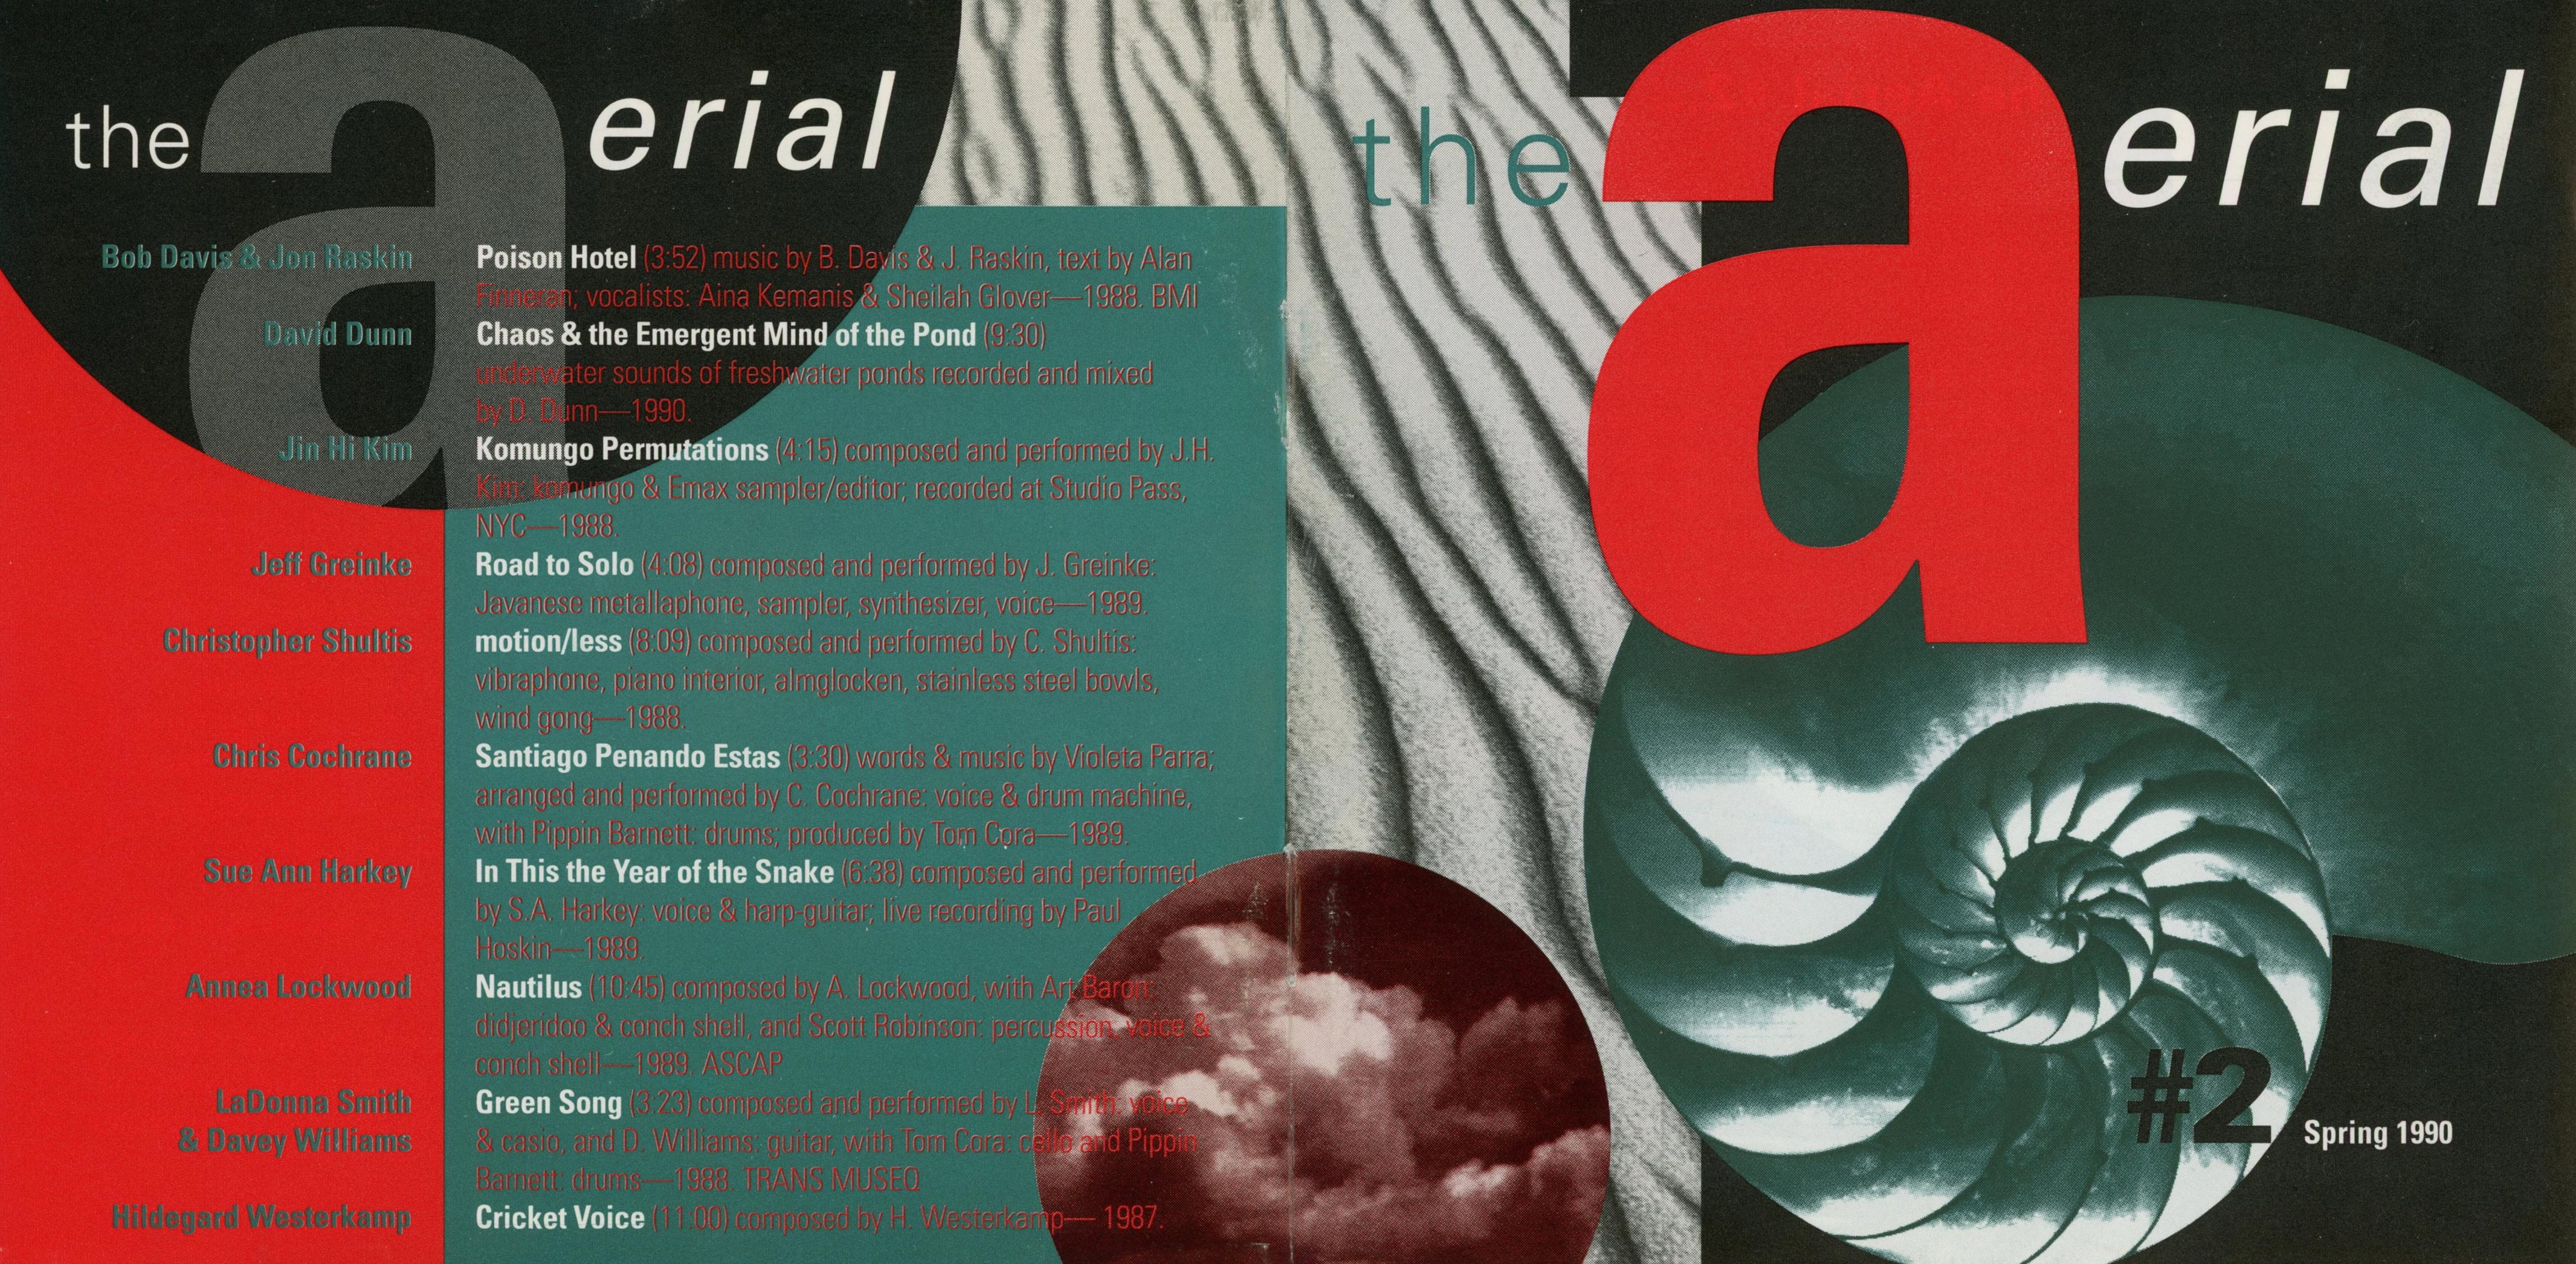 the aerial
Bob Davis & Jon Raskin
Poison Hotel (3:52) music by B. Davis & J. Raskin, text by Alan
Finneran; vocalists: Aina Kemanis & Sheilah Glover—1988. BMI
David Dunn
Chaos & the Emergent Mind of the Pond (9:30)
underwater sounds of freshwater ponds recorded and mixed
by D. Dunn—1990.
Jin Hi Kim
Komungo Permutations (4:15) composed and performed by J.H.
Kim: komungo & Emax sampler/editor; recorded at Studio Pass,
NYC—1988.
Jeff Greinke
Road to Solo (4:08) composed and performed by J. Greinke:
Javanese metallaphone, sampler, synthesizer, voice—1989.
Christopher Shultis
motion/less (8:09) composed and performed by C. Shultis:
vibraphone, piano interior, almglocken, stainless steel bowls,
wind gong—1988.
Chris Cochrane
Santiago Penando Estas (3:30) words & music by Violeta Parra;
arranged and performed by C. Cochrane: voice & drum machine,
with Pippin Barnett: drums; produced by Tom Cora—1989.
Sue Ann Harkey
In This the Year of the Snake (6:38) composed and performed
by S.A. Harkey: voice & harp-guitar; live recording by Paul
Hoskin—1989.
Annea Lockwood
Nautilus (10:45) composed by A. Lockwood, with Art Baron:
didjeridoo & conch shell, and Scott Robinson: percussion, voice &
conch shell—1989. ASCAP
LaDonna Smith
& Davey Williams
Green Song (3.23) composed and performed by L. Smith: voice
& casio, and D. Williams: guitar, with Tom Cora: cello and Pippin
Barnett: drums—1988. TRANS MUSEQ
Hildegard Westerkamp
Cricket Voice (11:00) composed by H. Westerkamp— 1987.
the aerial
#2
Spring 1990